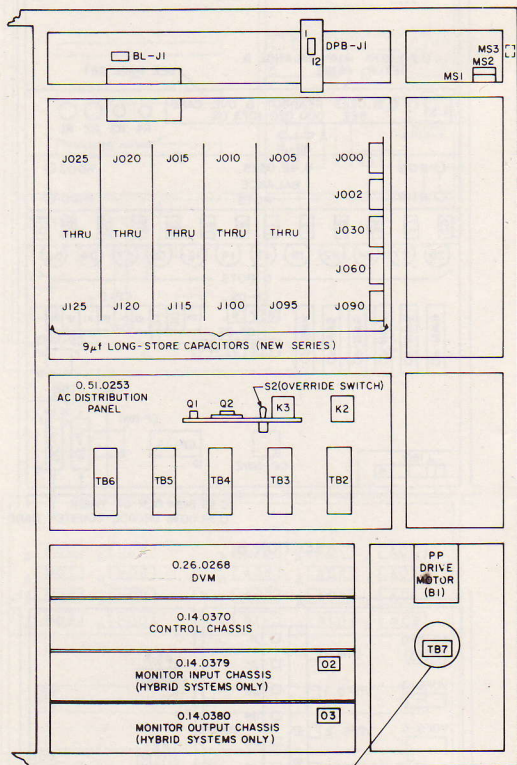 1
12
DPB-J1
BL-J1
MS3
MS2
MS1
J025 J020 J015 J010 J005 J000
J002
THRU THRU THRU THRU THRU J030
J060
J125 J120 J115 J100 J095 J090
9µf LONG-STORE CAPACITORS (NEW SERIES)
0.51.0253
AC DISTRIBUTION
PANEL
S2(OVERRIDE SWITCH)
Q1 Q2 K3 K2
TB6 TB5 TB4 TB3 TB2
0.26.0268
DVM
0.14.0370
CONTROL CHASSIS
0.14.0379
MONITOR INPUT CHASSIS
(HYBRID SYSTEMS ONLY)
02
0.14.0380
MONITOR OUTPUT CHASSIS
(HYBRID SYSTEMS ONLY)
03
PP
DRIVE
MOTOR
(B1)
TB7